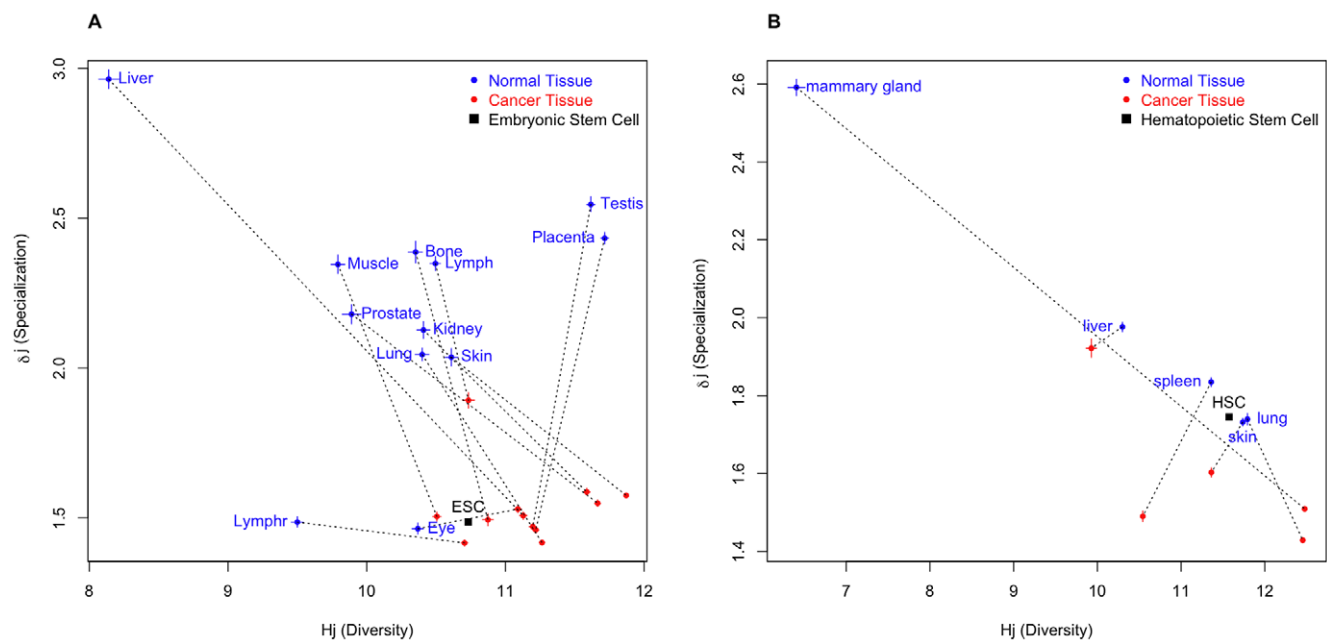 A
δ j (Specialization)
3.0
2.5
2.0
1.5
Liver
Normal Tissue
Cancer Tissue
Embryonic Stem Cell
Testis
Placenta
Bone
Muscle
Lymph
Prostate
Kidney
Lung
Skin
ESC
Lymphr
Eye
8 9 10 11 12
Hj (Diversity)
B
δ j (Specialization)
2.6
2.4
2.2
2.0
1.8
1.6
1.4
mammary gland
Normal Tissue
Cancer Tissue
Hematopoietic Stem Cell
liver
spleen
HSC
lung
skin
7 8 9 10 11 12
Hj (Diversity)